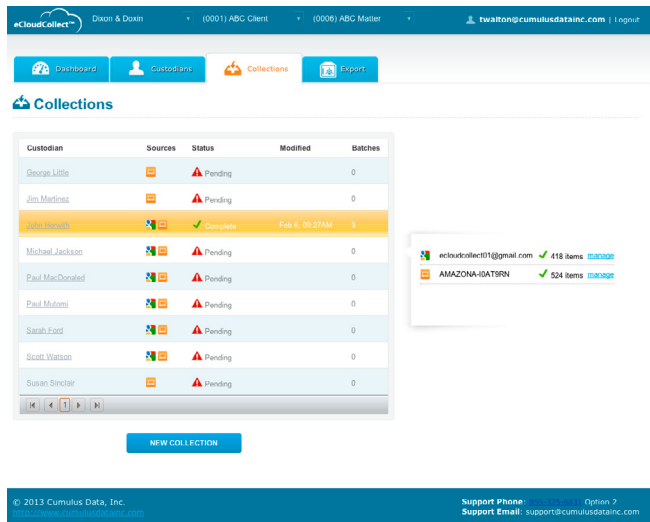 eCloudCollect™ Dixon & Doxin (0001) ABC Client (0006) ABC Matter twalton@cumulusdatainc.com | Logout
Dashboard Custodians Collections Export
Collections
Custodian Sources Status Modified Batches
George Little Pending 0
Jim Martinez Pending 0
John Complete Feb 6, 09:27AM 3
Michael Jackson Pending 0
Paul MacDonaled Pending 0
Paul Mutomi Pending 0
Sarah Ford Pending 0
Scott Watson Pending 0
Susan Sinclair Pending 0
1
ecloudcollect01@gmail.com 418 items manage
AMAZONA-I0AT9RN 524 items manage
NEW COLLECTION
© 2013 Cumulus Data, Inc.
http://www.cumulusdatainc.com
Support Phone: Option 2
Support Email: support@cumulusdatainc.com